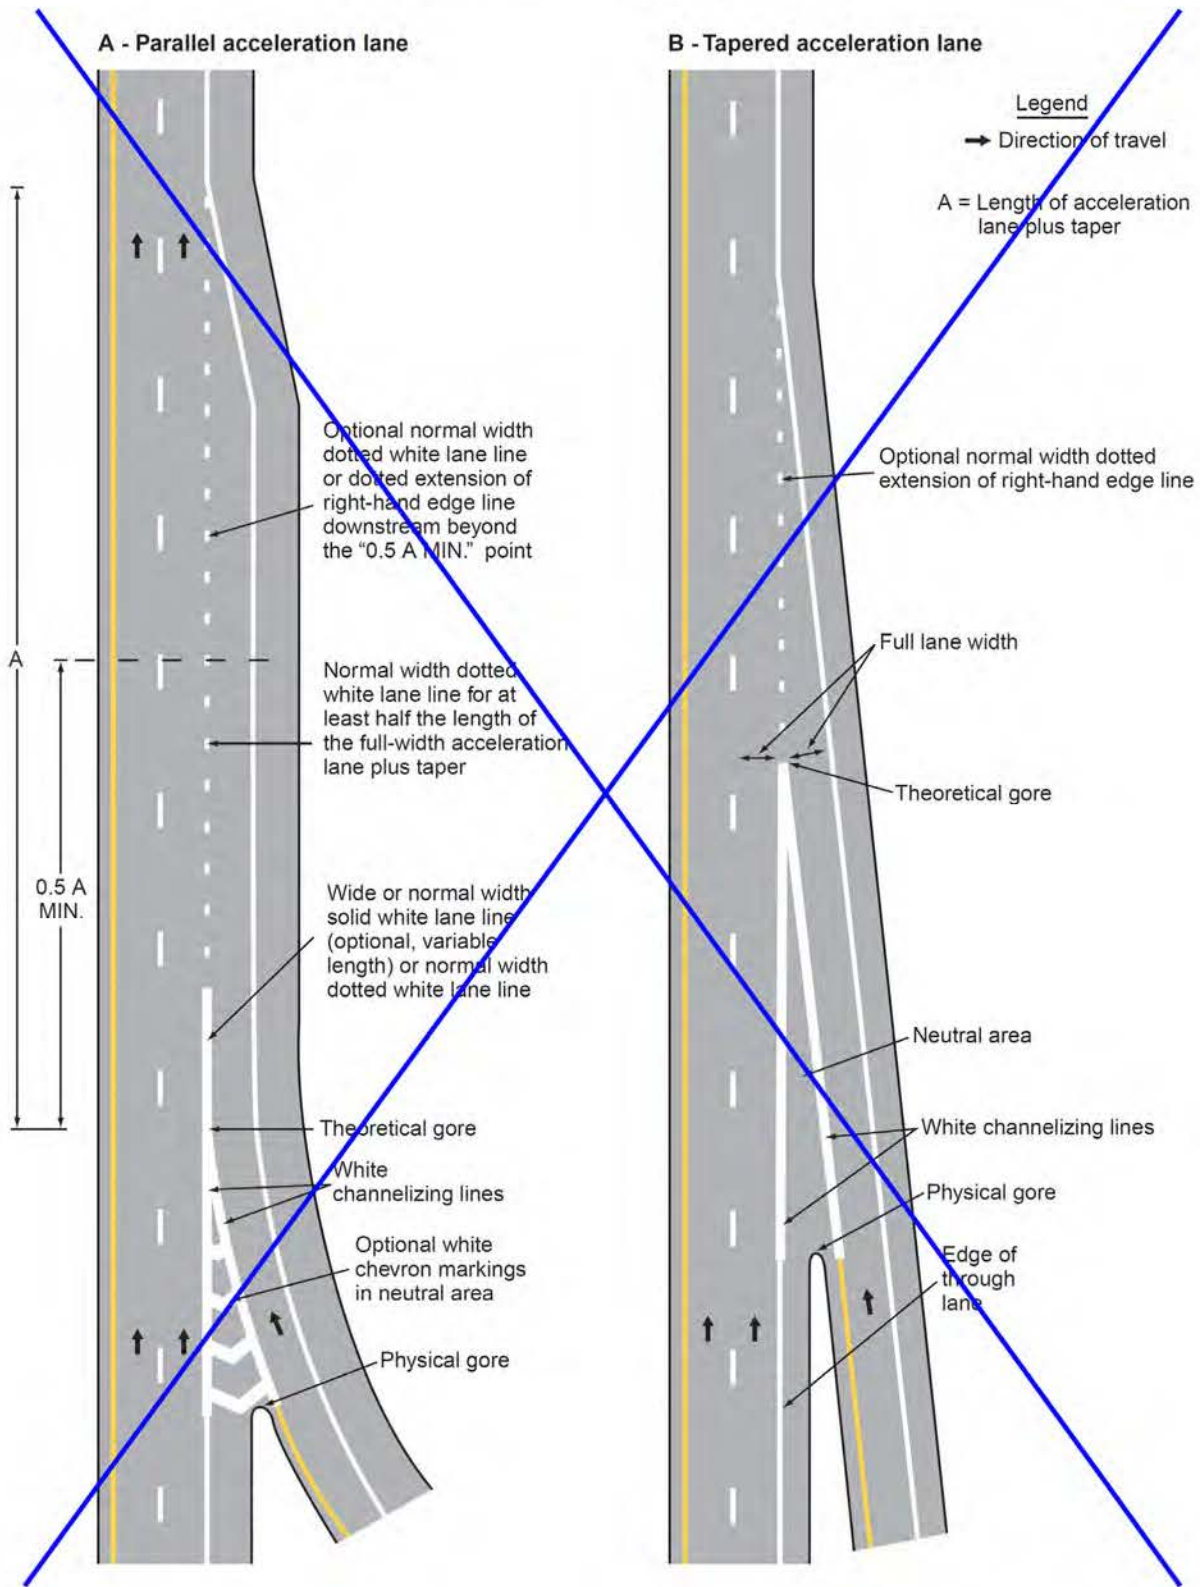 A - Parallel acceleration lane
B - Tapered acceleration lane
Legend
Direction of travel
A = Length of acceleration
lane plus taper
Optional normal width
dotted white lane line
or dotted extension of
right-hand edge line
downstream beyond
the “0.5 A MIN.” point
A
Normal width dotted
white lane line for at
least half the length of
the full-width acceleration
lane plus taper
0.5 A
MIN.
Wide or normal width
solid white lane line
(optional, variable
length) or normal width
dotted white lane line
Theoretical gore
White
channelizing lines
Optional white
chevron markings
in neutral area
Physical gore
Optional normal width dotted
extension of right-hand edge line
Full lane width
Theoretical gore
Neutral area
White channelizing lines
Physical gore
Edge of
through
lane